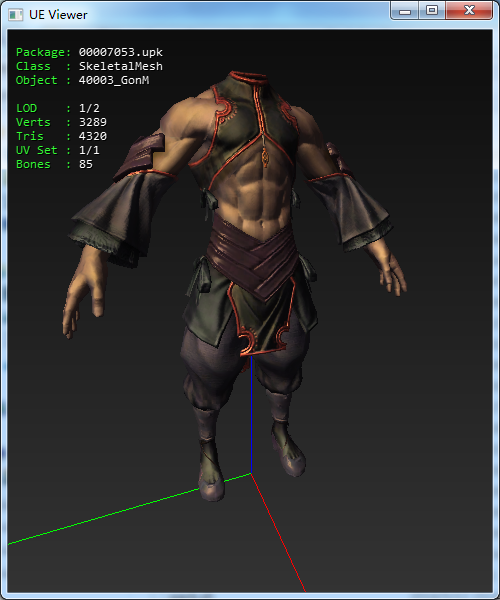 UE Viewer
Package: 00007053.upk
Class : SkeletalMesh
Object : 40003_GonM
LOD : 1/2
Verts : 3289
Tris : 4320
UV Set : 1/1
Bones : 85